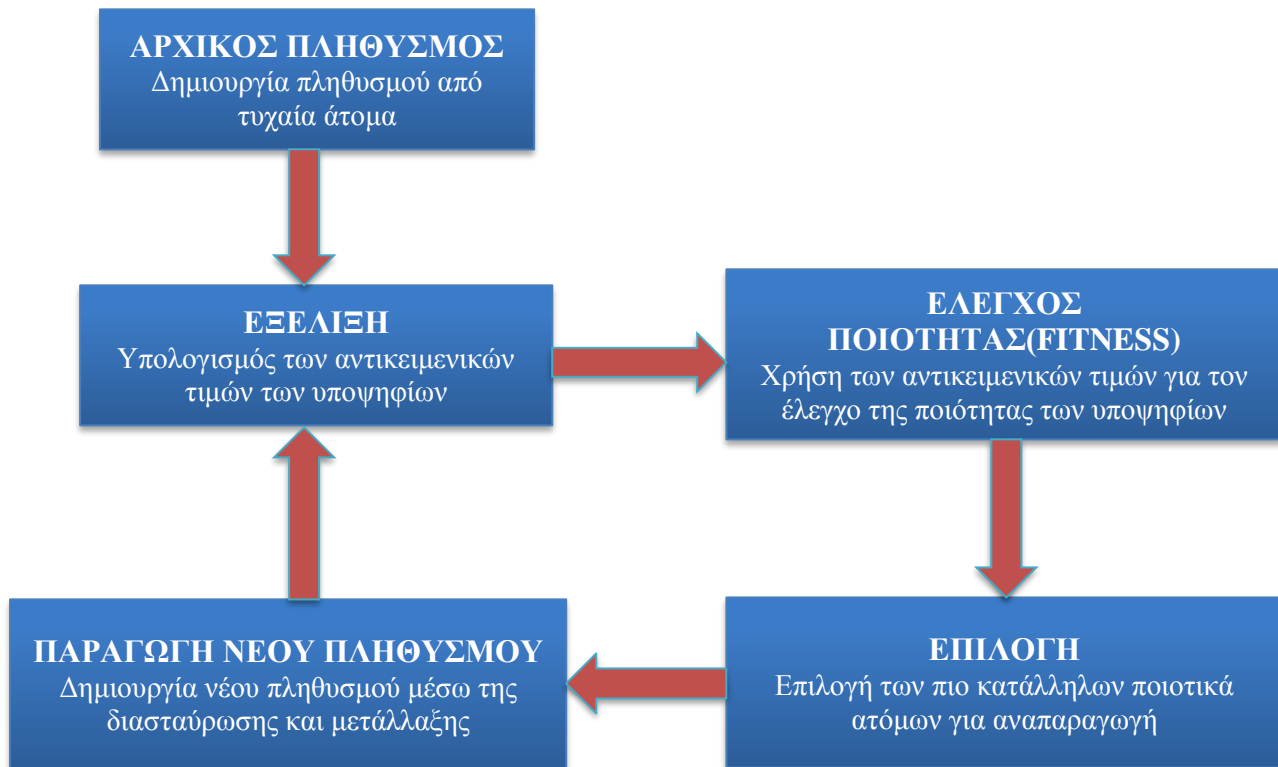 ΑΡΧΙΚΟΣ ΠΛΗΘΥΣΜΟΣ
Δημιουργία πληθυσμού από
τυχαία άτομα
ΕΞΕΛΙΞΗ
Υπολογισμός των αντικειμενικών
τιμών των υποψηφίων
ΕΛΕΓΧΟΣ
ΠΟΙΟΤΗΤΑΣ(FITNESS)
Χρήση των αντικειμενικών τιμών για τον
έλεγχο της ποιότητας των υποψηφίων
ΕΠΙΛΟΓΗ
Επιλογή των πιο κατάλληλων ποιοτικά
ατόμων για αναπαραγωγή
ΠΑΡΑΓΩΓΗ ΝΕΟΥ ΠΛΗΘΥΣΜΟΥ
Δημιουργία νέου πληθυσμού μέσω της
διασταύρωσης και μετάλλαξης